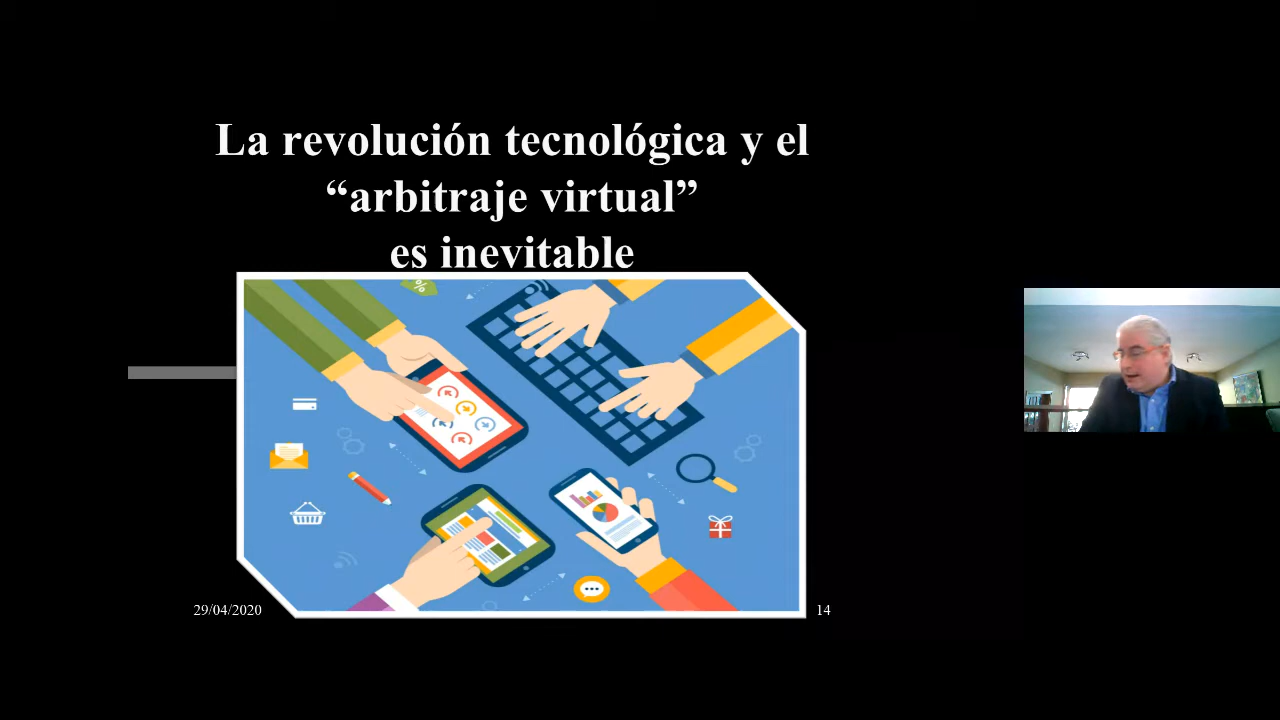 La revolución tecnológica y el
“arbitraje virtual”
es inevitable
%
29/04/2020
14